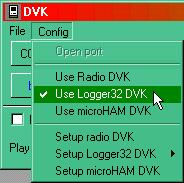 DVK
File Config
Open port
Use Radio DVK
Use Logger32 DVK
Use microHAM DVK
Setup radio DVK
Setup Logger32 DVK
Setup microHAM DVK
Play